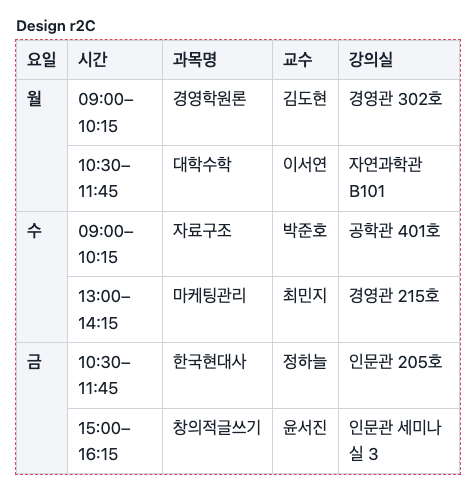 Design r2C
요일 시간 과목명 교수 강의실
월 09:00–10:15 경영학원론 김도현 경영관 302호
10:30–11:45 대학수학 이서연 자연과학관 B101
수 09:00–10:15 자료구조 박준호 공학관 401호
13:00–14:15 마케팅관리 최민지 경영관 215호
금 10:30–11:45 한국현대사 정하늘 인문관 205호
15:00–16:15 창의적글쓰기 윤서진 인문관 세미나실 3